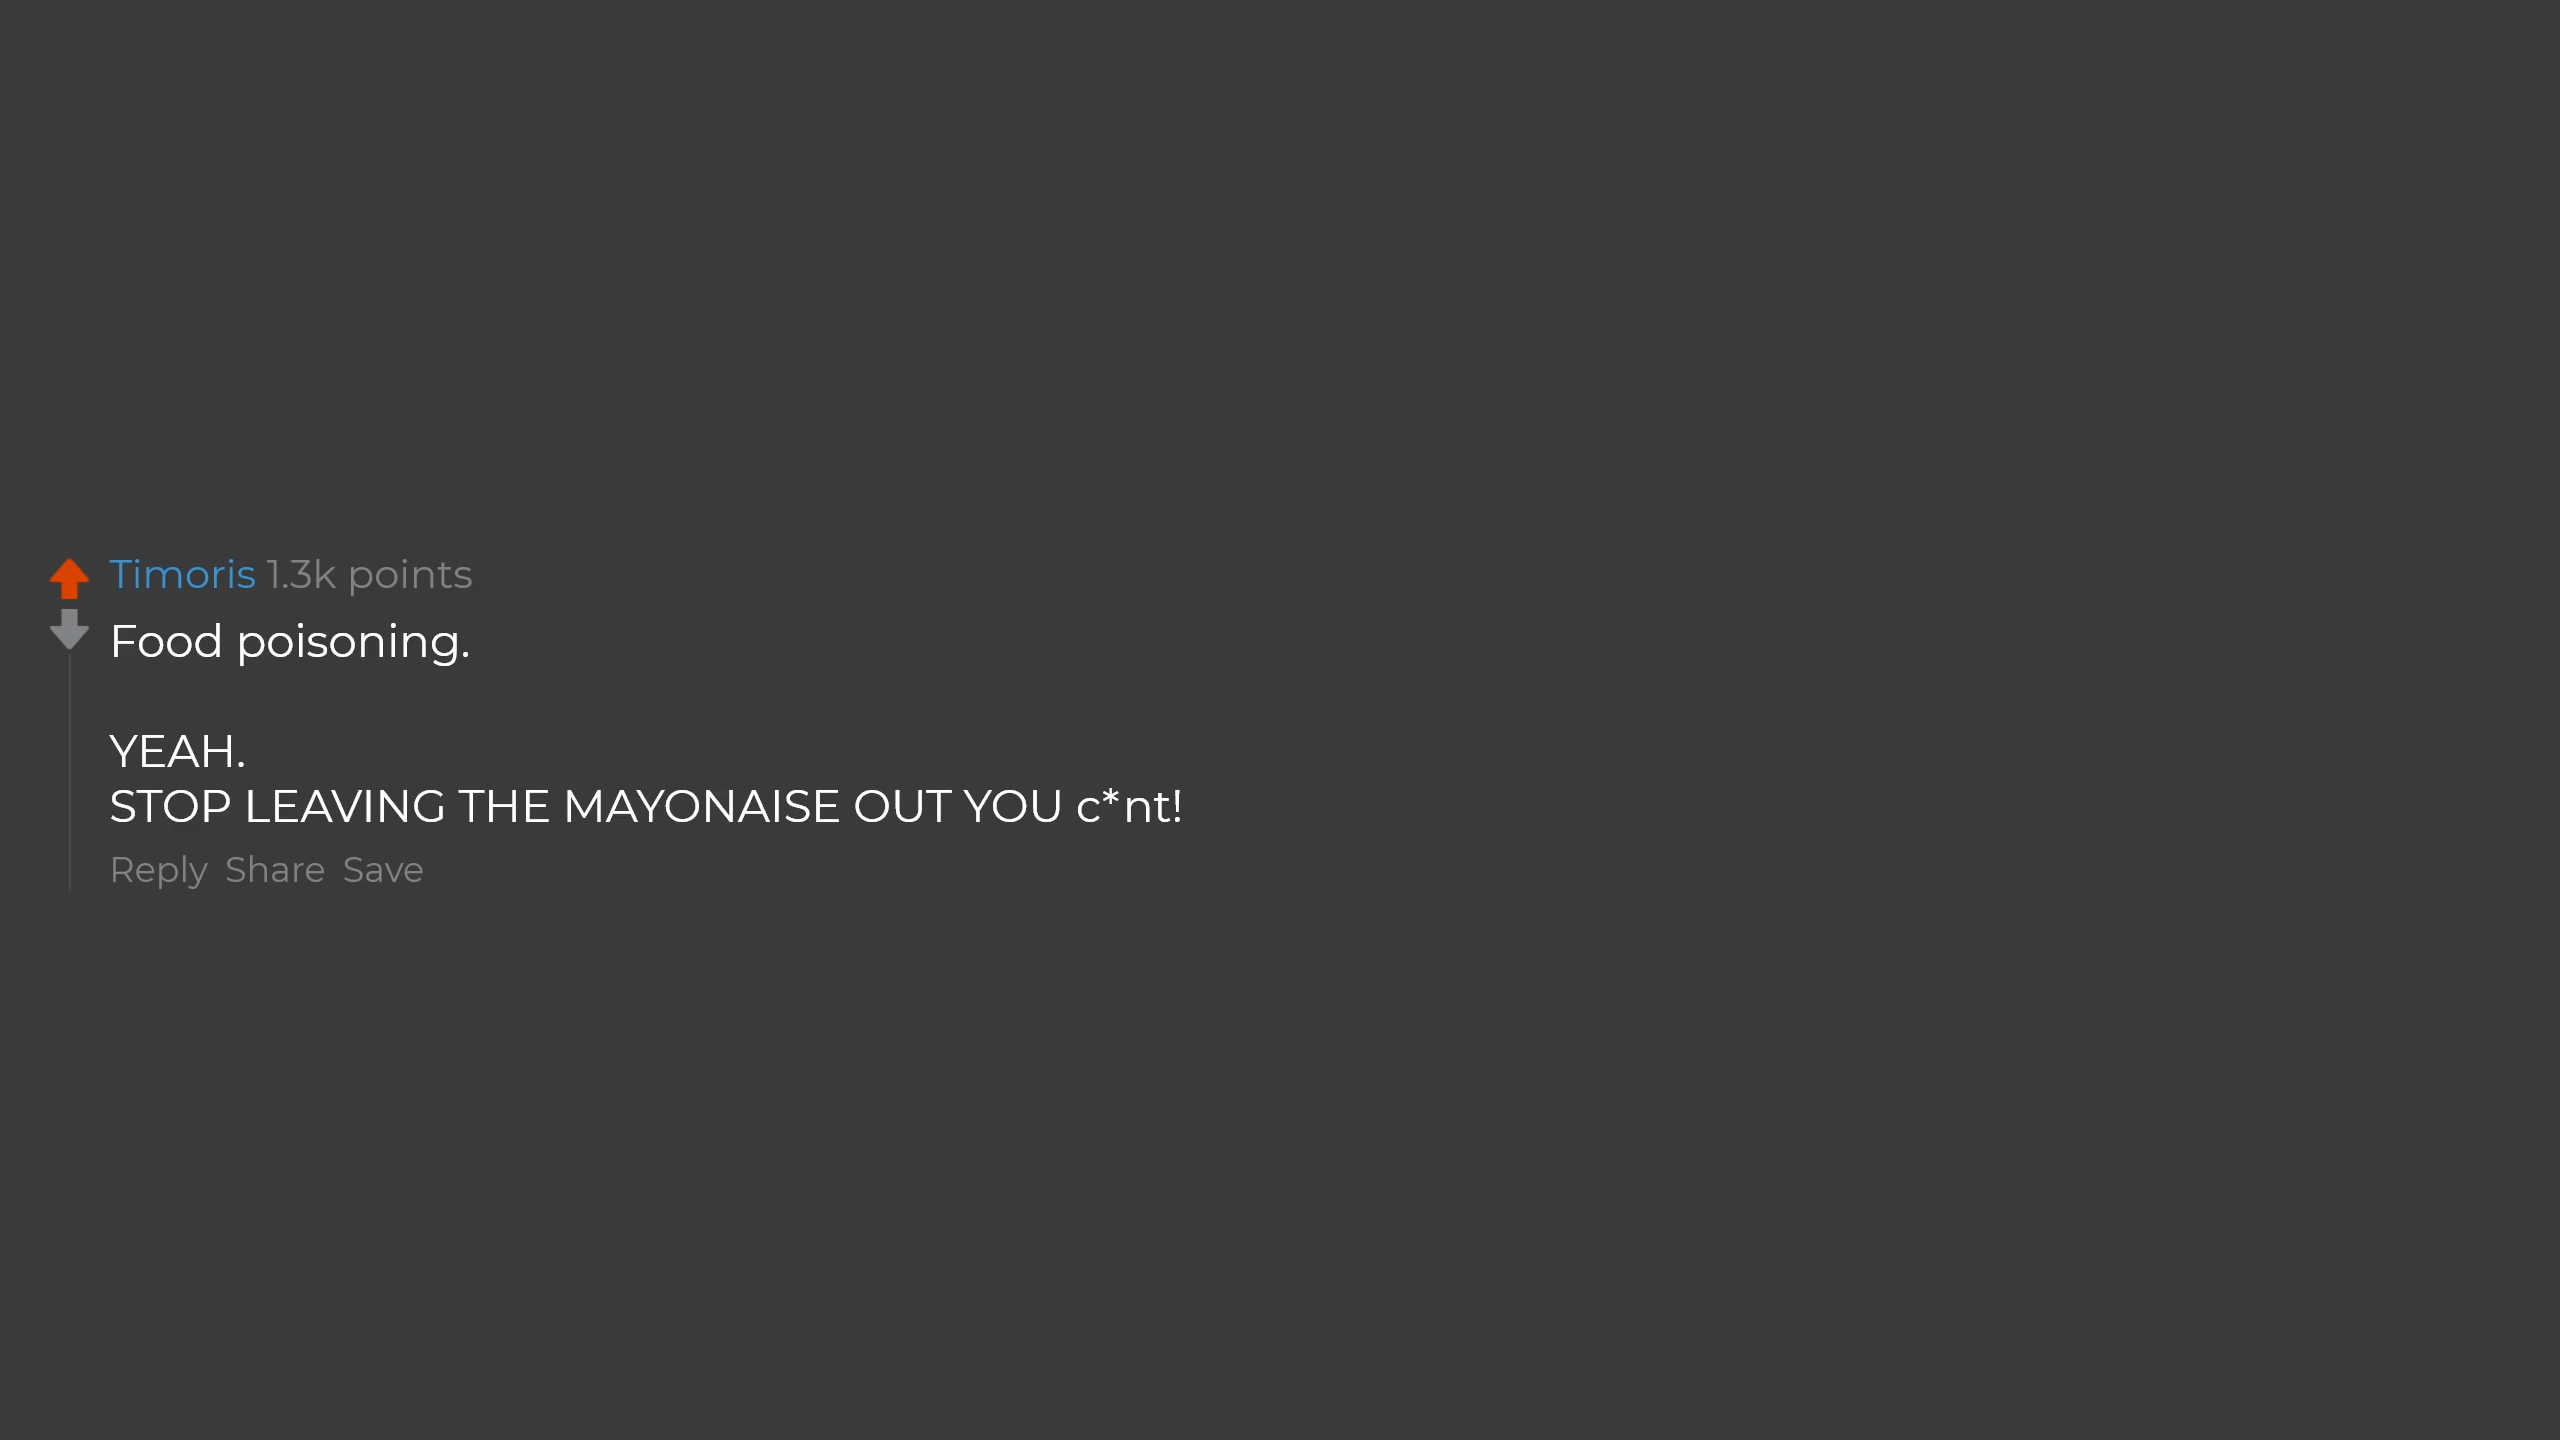 Timoris 1.3k points
Food poisoning.
YEAH.
STOP LEAVING THE MAYONAISE OUT YOU c*nt!
Reply Share Save